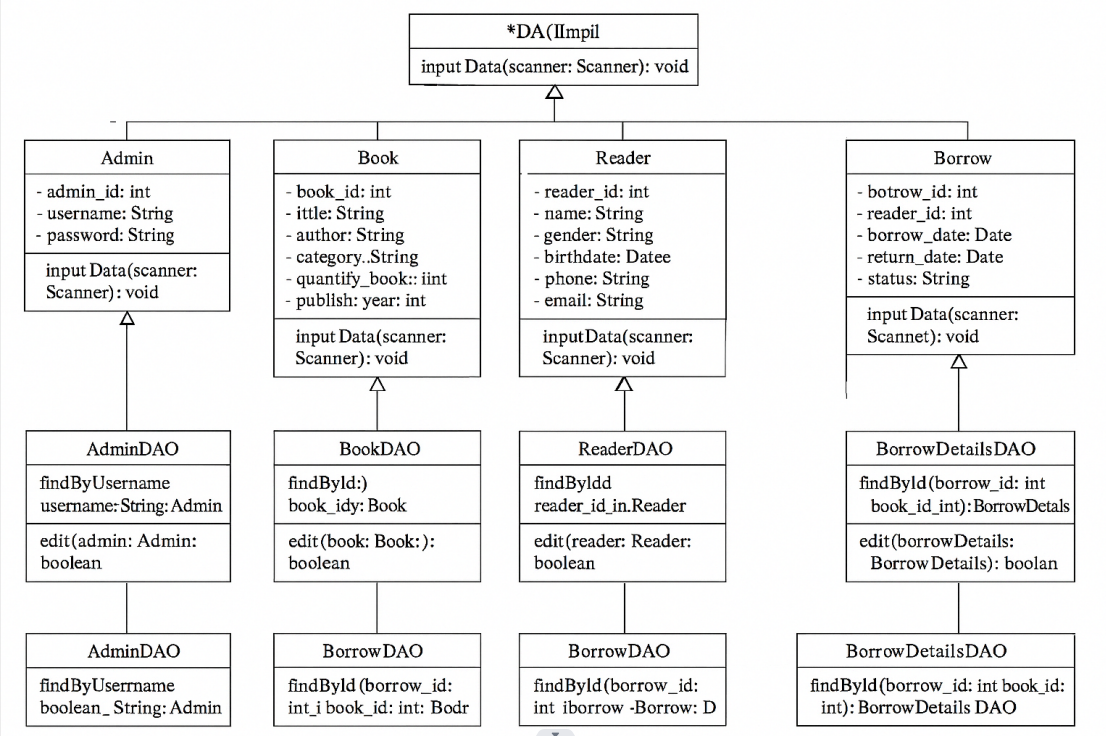 *DA(IImpil
input Data(scanner: Scanner): void
Admin
- admin_id: int
- username: String
- password: String
input Data(scanner:
Scanner): void
Book
- book_id: int
- ittle: String
- author: String
- category..String
- quantify_book:: iint
- publish: year: int
input Data(scanner:
Scanner): void
Reader
- reader_id: int
- name: String
- gender: String
- birthdate: Datee
- phone: String
- email: String
inputData(scanner:
Scanner): void
Borrow
- botrow_id: int
- reader_id: int
- borrow_date: Date
- return_date: Date
- status: String
input Data(scanner:
Scannet): void
AdminDAO
findByUsername
username: String: Admin
edit(admin: Admin:
boolean
BookDAO
findById:)
book_idy: Book
edit(book: Book:):
boolean
ReaderDAO
findByIdd
reader_id_in.Reader
edit(reader: Reader:
boolean
BorrowDetailsDAO
findById(borrow_id: int
book_id_int): BorrowDetals
edit(borrowDetails:
BorrowDetails): boolan
AdminDAO
findByUserrname
boolean_ String: Admin
BorrowDAO
findById (borrow_id:
int_i book_id: int: Bodr
BorrowDAO
findById(borrow_id:
int iborrow -Borrow: D
BorrowDetailsDAO
findById(borrow_id: int book_id:
int): BorrowDetails DAO